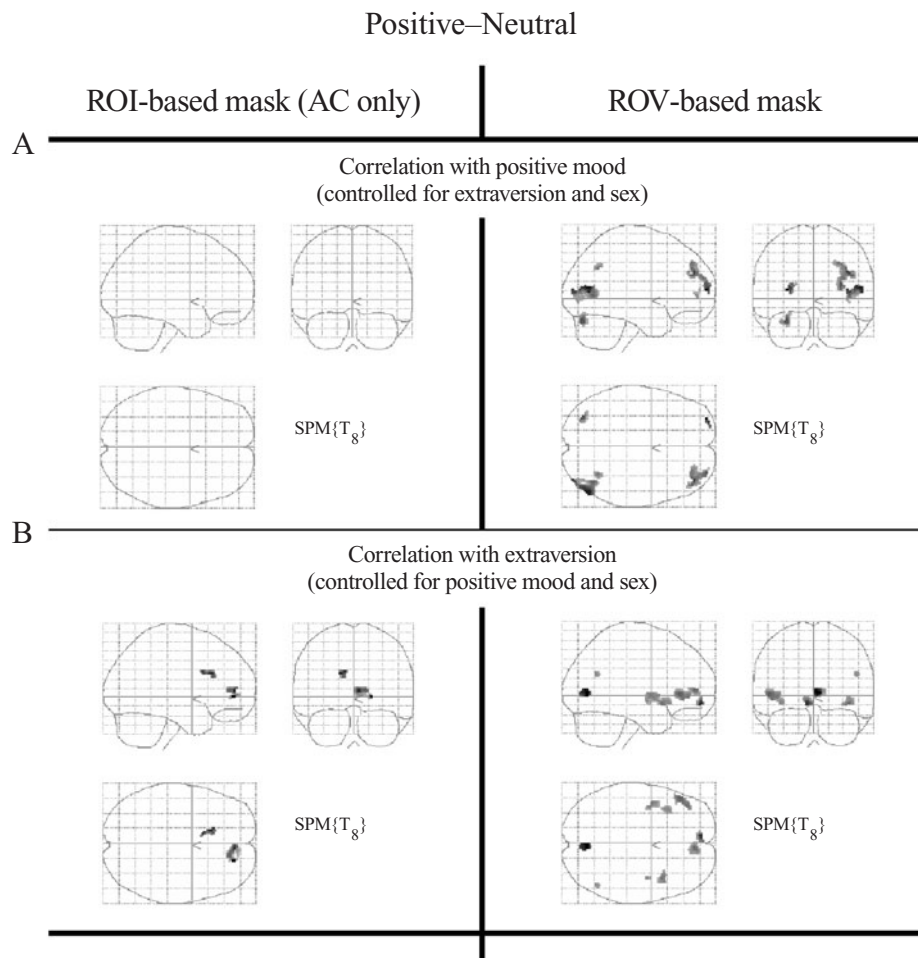 Positive–Neutral
ROI-based mask (AC only)
ROV-based mask
A
Correlation with positive mood
(controlled for extraversion and sex)
SPM{T8}
SPM{T8}
B
Correlation with extraversion
(controlled for positive mood and sex)
SPM{T8}
SPM{T8}